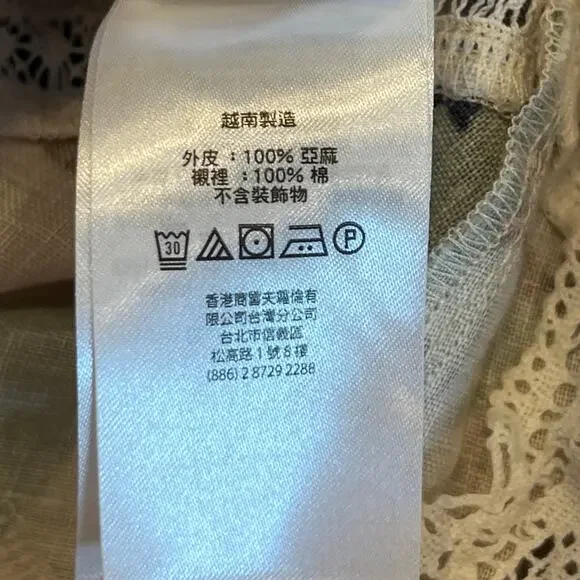 越南製造
外皮：100% 亞麻
襯裡：100% 棉
不含裝飾物
30 P
香港商雷夫羅倫有
限公司台灣分公司
台北市信義區
松高路 1 號 8 樓
(886) 2 8729 2288